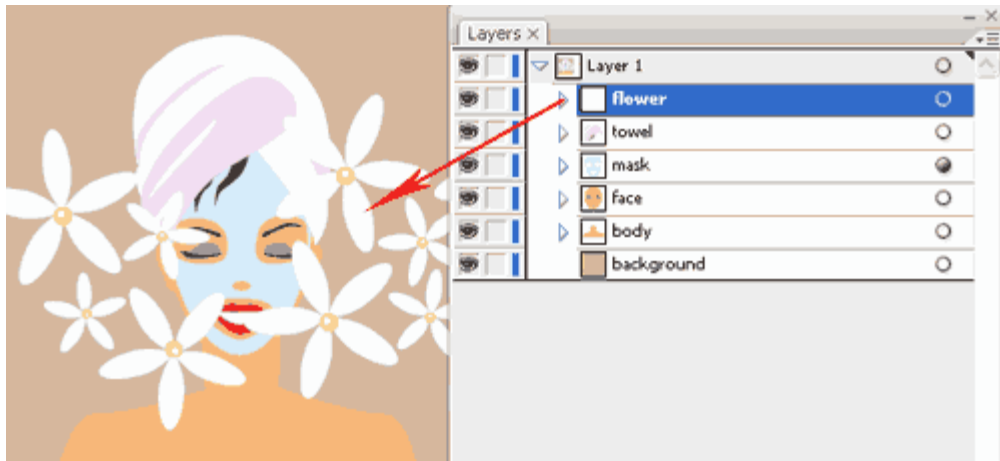 Layers ×
Layer 1
flower
towel
mask
face
body
background